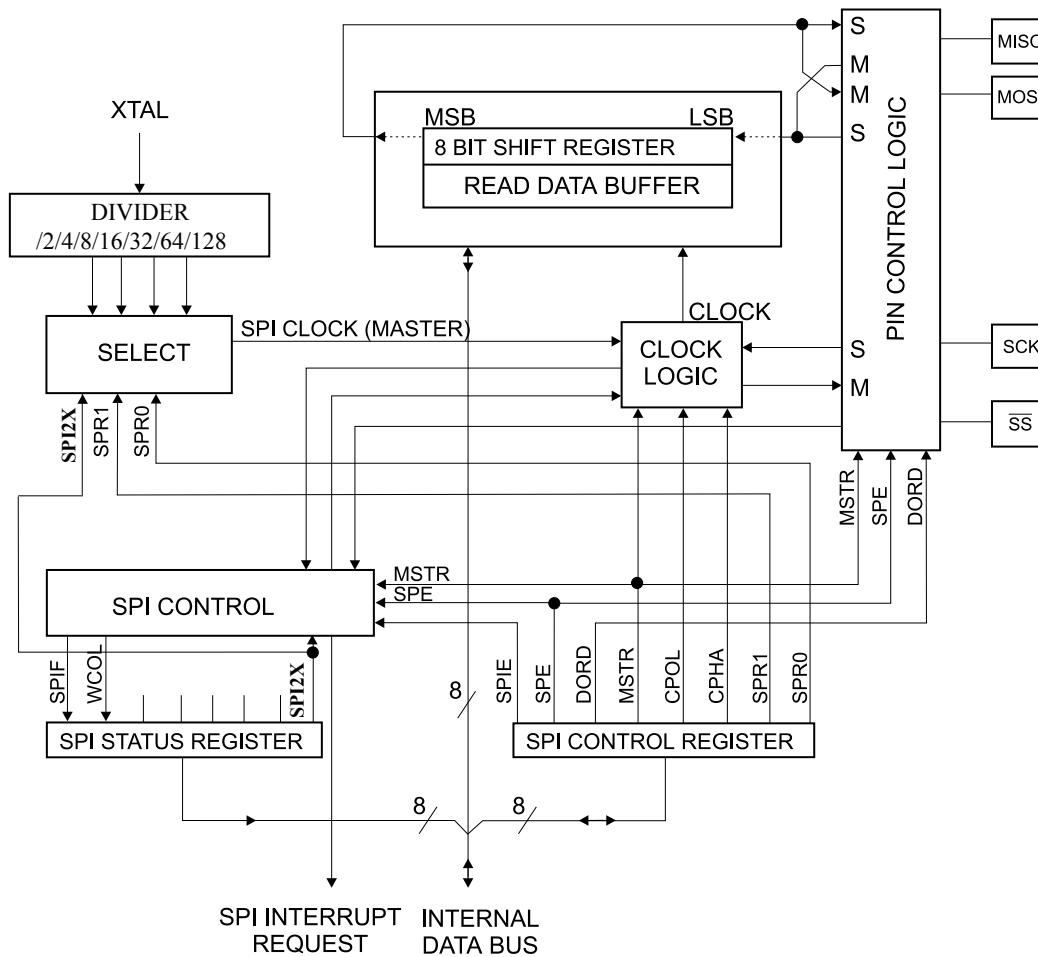 XTAL
DIVIDER
/2/4/8/16/32/64/128
SELECT
SPI2X
SPR1
SPR0
SPI CLOCK (MASTER)
MSB
LSB
8 BIT SHIFT REGISTER
READ DATA BUFFER
CLOCK
CLOCK
LOGIC
S
M
M
S
S
M
PIN CONTROL LOGIC
MISO
MOSI
SCK
SS
MSTR
SPE
DORD
SPI CONTROL
MSTR
SPE
SPIF
WCOL
SPI2X
SPI STATUS REGISTER
8
SPIE
SPE
DORD
MSTR
CPOL
CPHA
SPR1
SPR0
SPI CONTROL REGISTER
8
8
SPI INTERRUPT
REQUEST
INTERNAL
DATA BUS